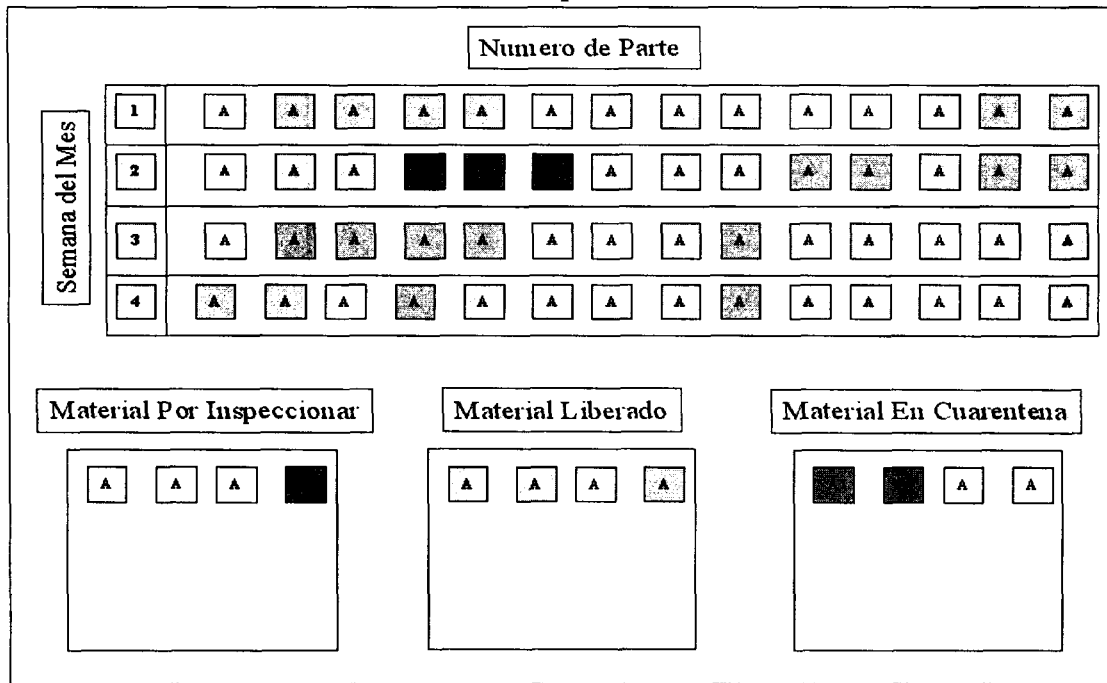 Numero de Parte
Semana del Mes
1 A A A A A A A A A A A A A A
2 A A A A A A A A A A A
3 A A A A A A A A A A A A A A
4 A A A A A A A A A A A A A A
Material Por Inspeccionar
A A A
Material Liberado
A A A A
Material En Cuarentena
A A